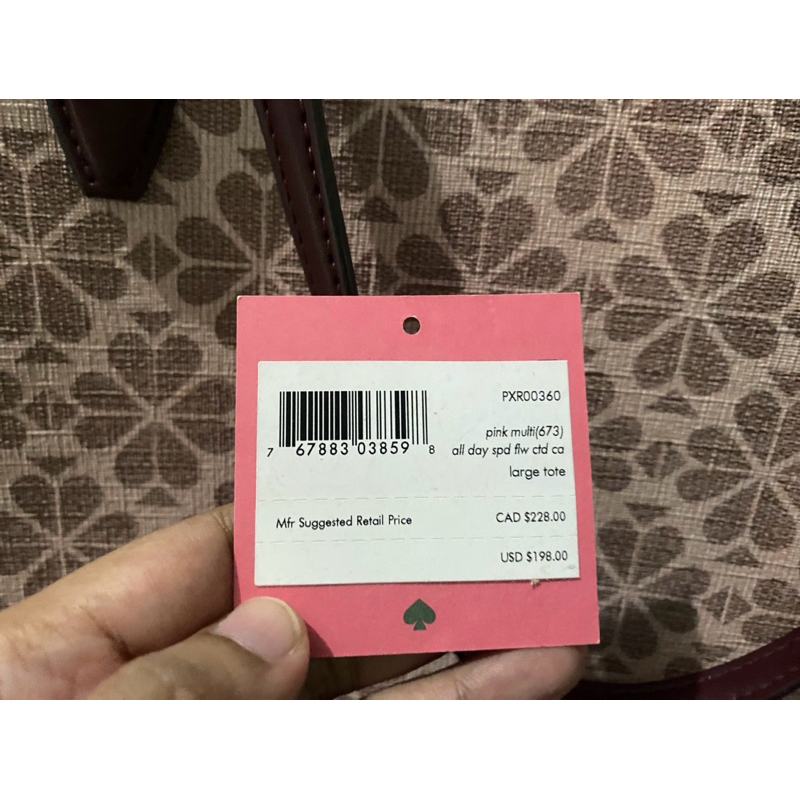 PXR00360
7 67883 03859 8
pink multi(673)
all day spd flw ctd ca
large tote
Mfr Suggested Retail Price CAD $228.00
USD $198.00